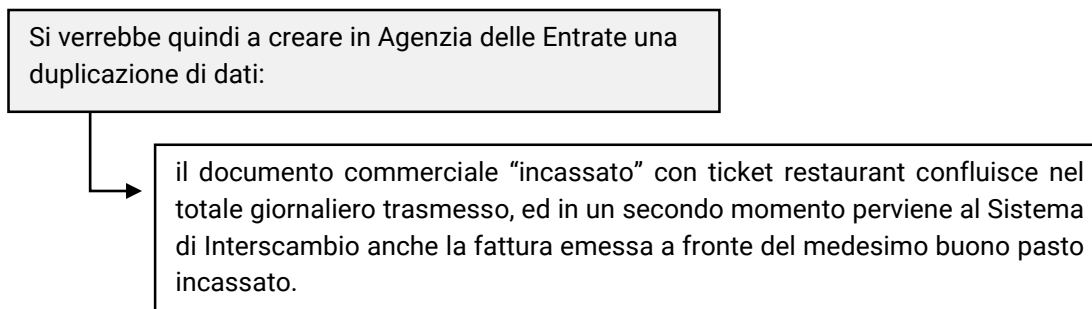 Si verrebbe quindi a creare in Agenzia delle Entrate una
duplicazione di dati:
il documento commerciale “incassato” con ticket restaurant confluisce nel
totale giornaliero trasmesso, ed in un secondo momento perviene al Sistema
di Interscambio anche la fattura emessa a fronte del medesimo buono pasto
incassato.